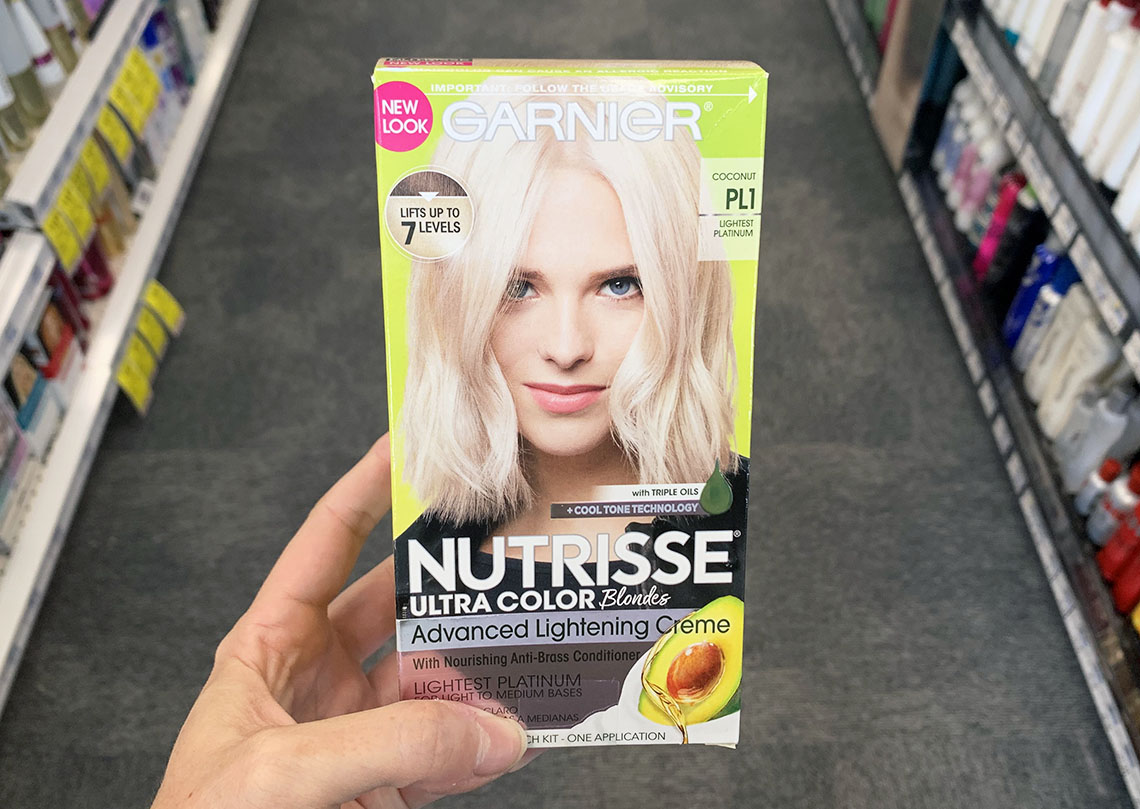 NEW LOOK
IMPORTANT: FOLLOW THE USAGE ADVISORY
NEW
LOOK
GARNIER®
LIFTS UP TO
7 LEVELS
COCONUT
PL1
LIGHTEST
PLATINUM
with TRIPLE OILS
+ COOL TONE TECHNOLOGY
NUTRISSE®
ULTRA COLOR Blondes
Advanced Lightening Creme
With Nourishing Anti-Brass Conditioner
LIGHTEST PLATINUM
FOR LIGHT TO MEDIUM BASES
CLARO
A MEDIANAS
KIT - ONE APPLICATION